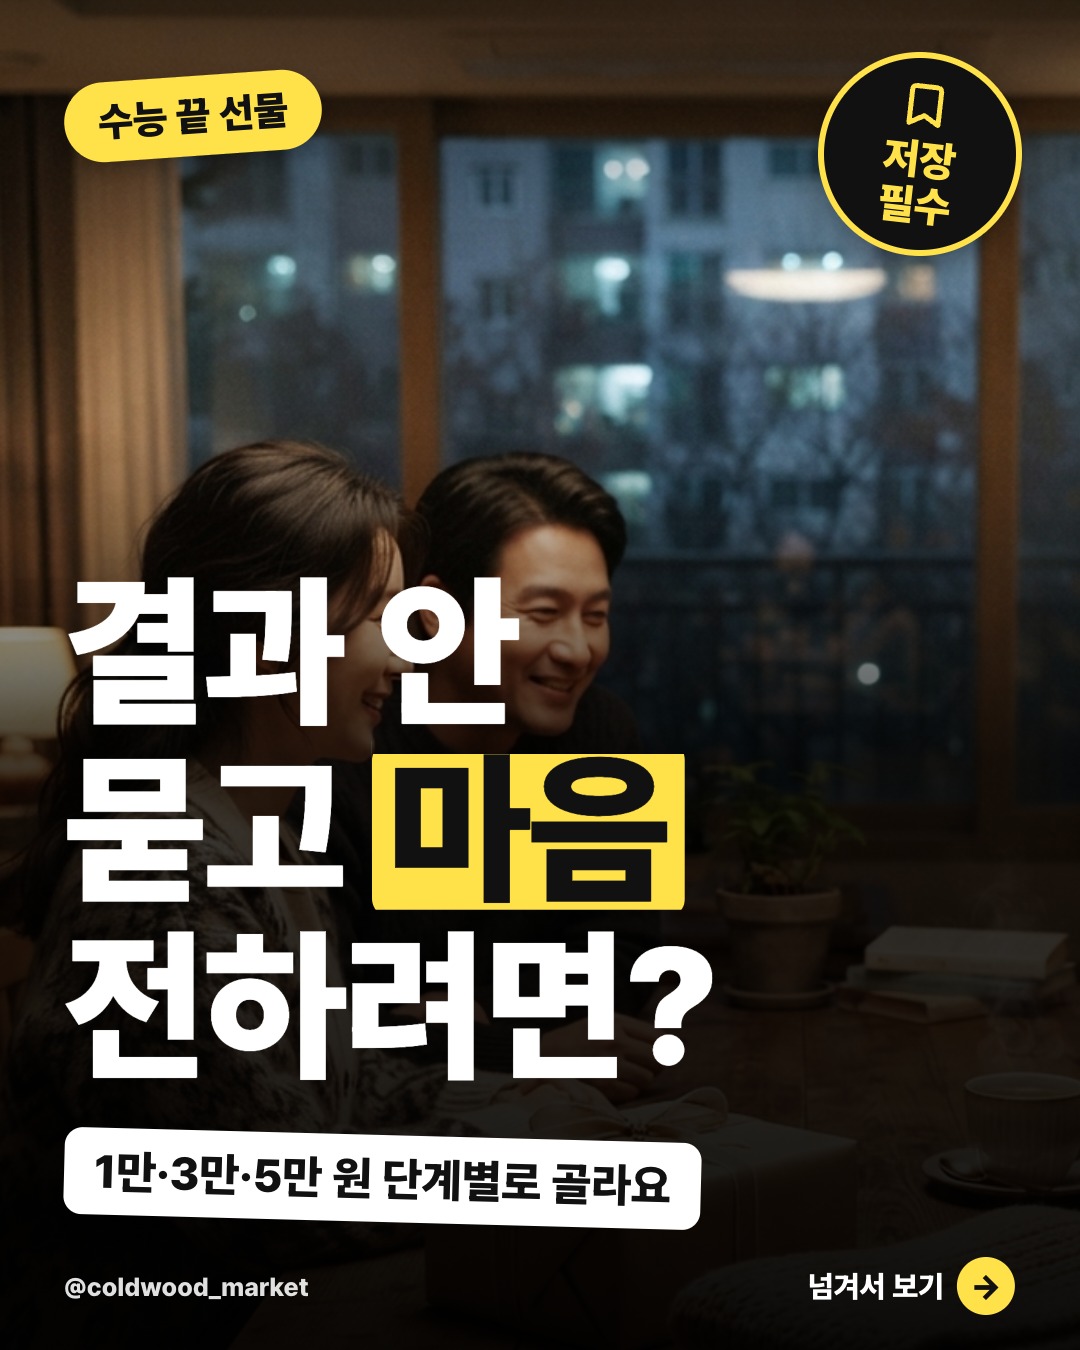 수능 끝 선물
저장
필수
결과 안
묻고 마음
전하려면?
1만·3만·5만 원 단계별로 골라요
@coldwood_market
넘겨서 보기